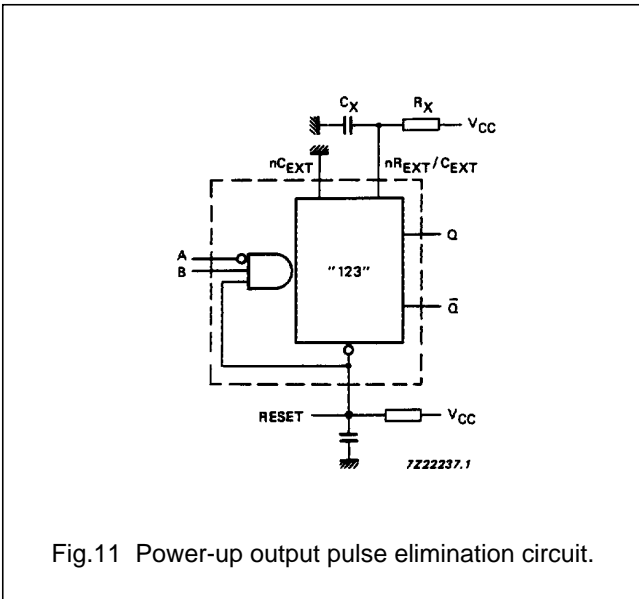 C_X R_X
V_CC
nC_EXT nR_EXT/C_EXT
A
B
"123"
Q
Q̅
RESET
V_CC
7Z22237.1
Fig.11 Power-up output pulse elimination circuit.